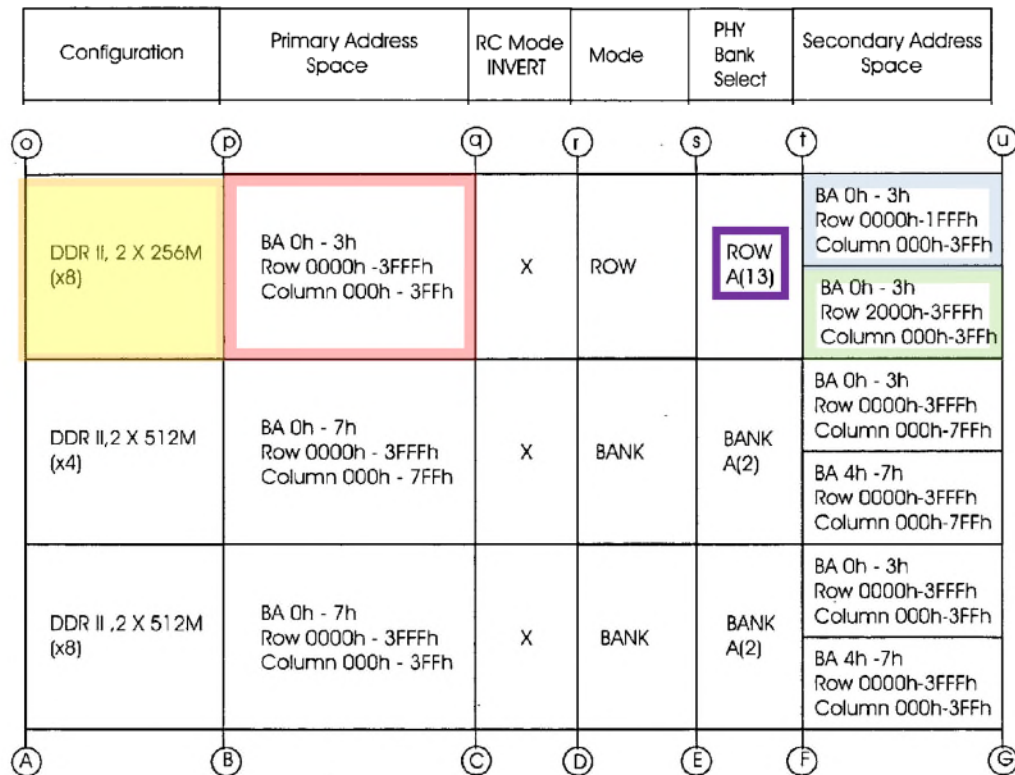 Configuration
Primary Address
Space
RC Mode
INVERT
Mode
PHY
Bank
Select
Secondary Address
Space
o
p
q
r
s
t
u
DDR II, 2 X 256M
(x8)
BA 0h - 3h
Row 0000h -3FFFh
Column 000h - 3FFh
X
ROW
ROW
A(13)
BA 0h - 3h
Row 0000h-1FFFh
Column 000h-3FFh
BA 0h - 3h
Row 2000h-3FFFh
Column 000h-3FFh
DDR II,2 X 512M
(x4)
BA 0h - 7h
Row 0000h - 3FFFh
Column 000h - 7FFh
X
BANK
BANK
A(2)
BA 0h - 3h
Row 0000h-3FFFh
Column 000h-7FFh
BA 4h -7h
Row 0000h-3FFFh
Column 000h-7FFh
DDR II ,2 X 512M
(x8)
BA 0h - 7h
Row 0000h - 3FFFh
Column 000h - 3FFh
X
BANK
BANK
A(2)
BA 0h - 3h
Row 0000h-3FFFh
Column 000h-3FFh
BA 4h -7h
Row 0000h-3FFFh
Column 000h-3FFh
A
B
C
D
E
F
G